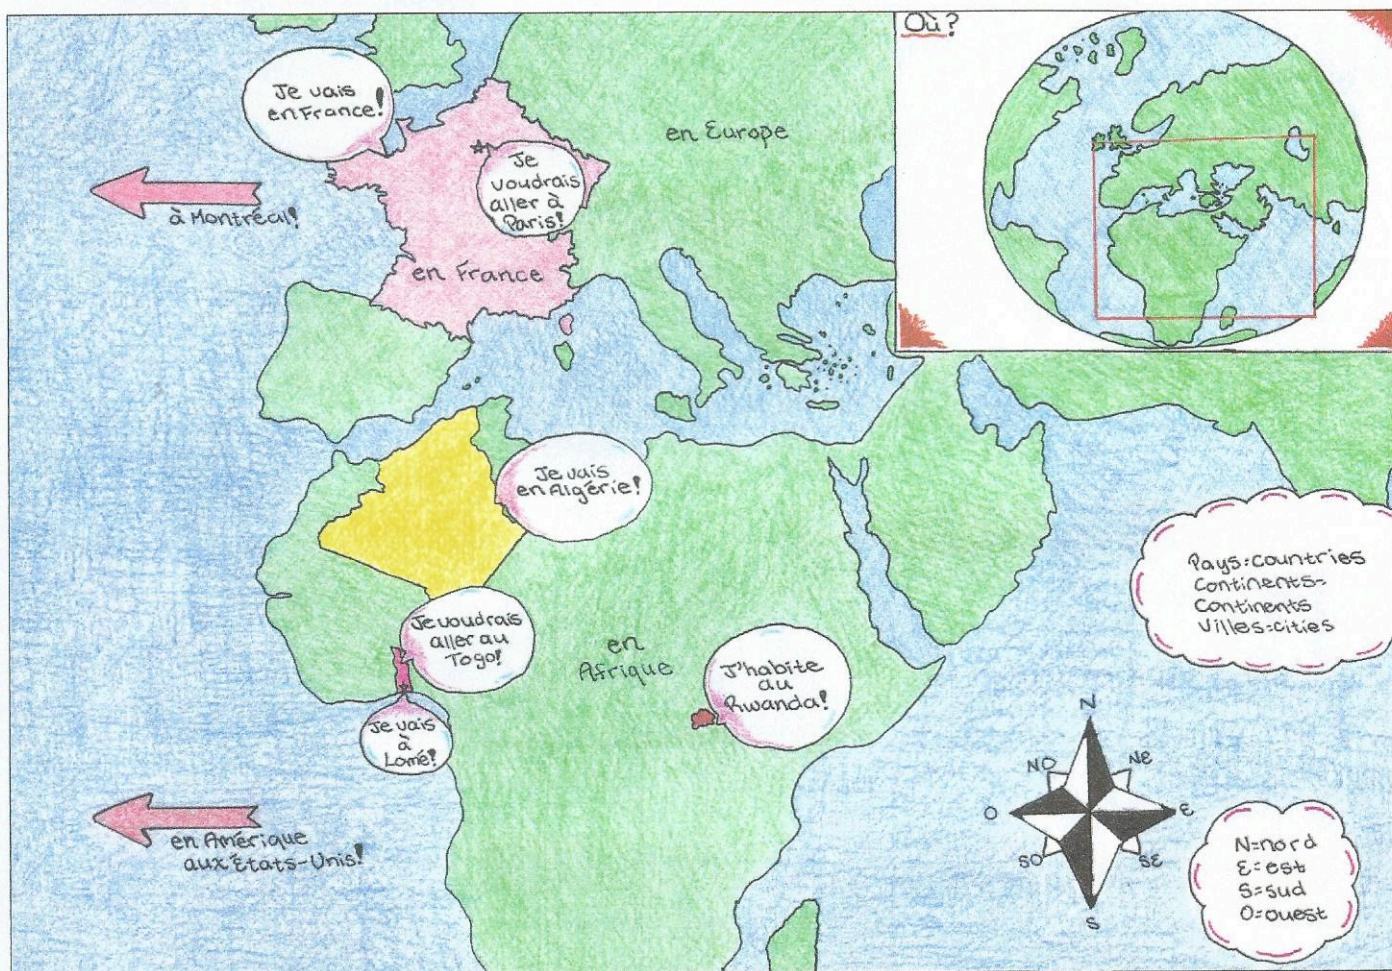 Où?
Je vais
en France!
en Europe
Je
voudrais
aller à
Paris!
à Montréal!
en France
Je vais
en Algérie!
Pays=countries
Continents=
Continents
Villes=cities
Je voudrais
aller au
Togo!
en
Afrique
J'habite
au
Rwanda!
Je vais
à
Lomé!
N
NO
NE
O
E
SO
SE
S
en Amérique
aux États-Unis!
N=nord
E=est
S=sud
O=ouest